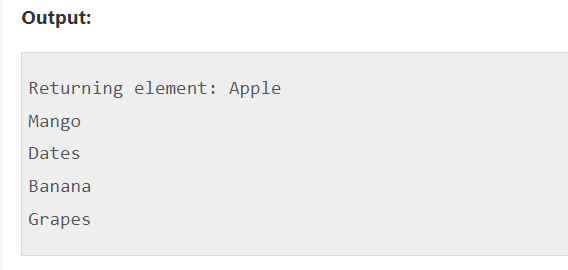 Output:
Returning element: Apple
Mango
Dates
Banana
Grapes